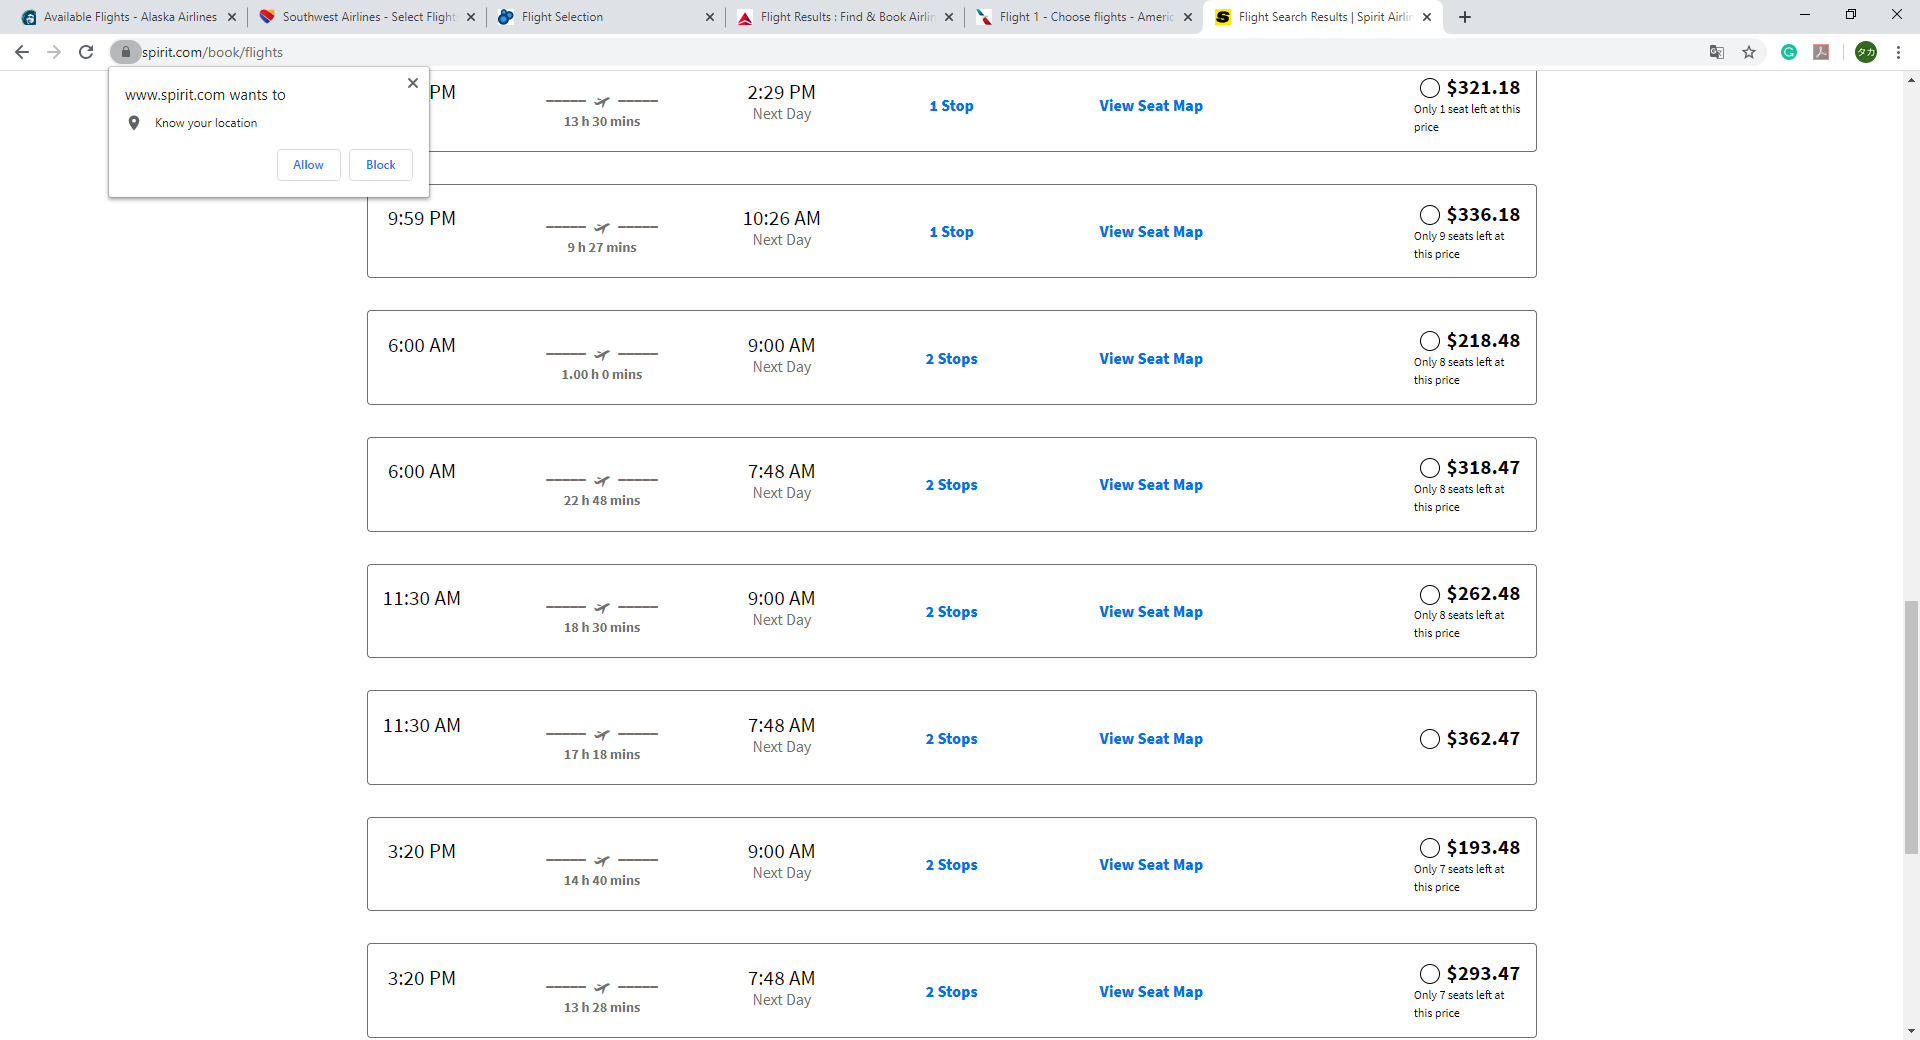 Available Flights - Alaska Airlines
Southwest Airlines - Select Flight
Flight Selection
Flight Results : Find & Book Airlin
Flight 1 - Choose flights - Americ
Flight Search Results | Spirit Airlin
spirit.com/book/flights
タカ
www.spirit.com wants to
Know your location
Allow
Block
PM
13 h 30 mins
2:29 PM
Next Day
1 Stop
View Seat Map
$321.18
Only 1 seat left at this
price
9:59 PM
9 h 27 mins
10:26 AM
Next Day
1 Stop
View Seat Map
$336.18
Only 9 seats left at
this price
6:00 AM
1.00 h 0 mins
9:00 AM
Next Day
2 Stops
View Seat Map
$218.48
Only 8 seats left at
this price
6:00 AM
22 h 48 mins
7:48 AM
Next Day
2 Stops
View Seat Map
$318.47
Only 8 seats left at
this price
11:30 AM
18 h 30 mins
9:00 AM
Next Day
2 Stops
View Seat Map
$262.48
Only 8 seats left at
this price
11:30 AM
17 h 18 mins
7:48 AM
Next Day
2 Stops
View Seat Map
$362.47
3:20 PM
14 h 40 mins
9:00 AM
Next Day
2 Stops
View Seat Map
$193.48
Only 7 seats left at
this price
3:20 PM
13 h 28 mins
7:48 AM
Next Day
2 Stops
View Seat Map
$293.47
Only 7 seats left at
this price